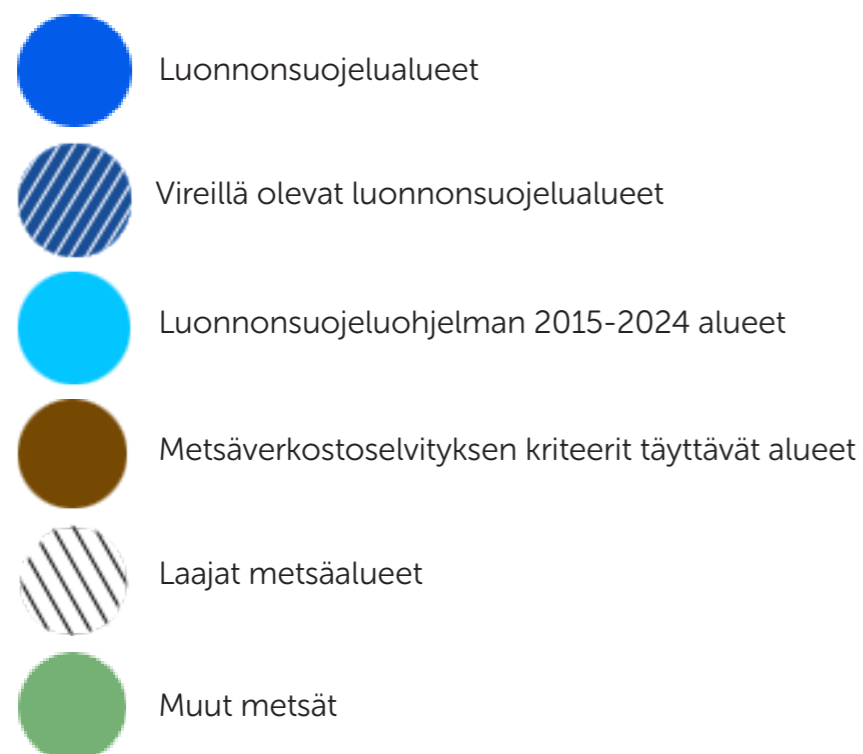 Luonnonsuojelualueet
Vireillä olevat luonnonsuojelualueet
Luonnonsuojeluohjelman 2015-2024 alueet
Metsäverkostoselvityksen kriteerit täyttävät alueet
Laajat metsäalueet
Muut metsät